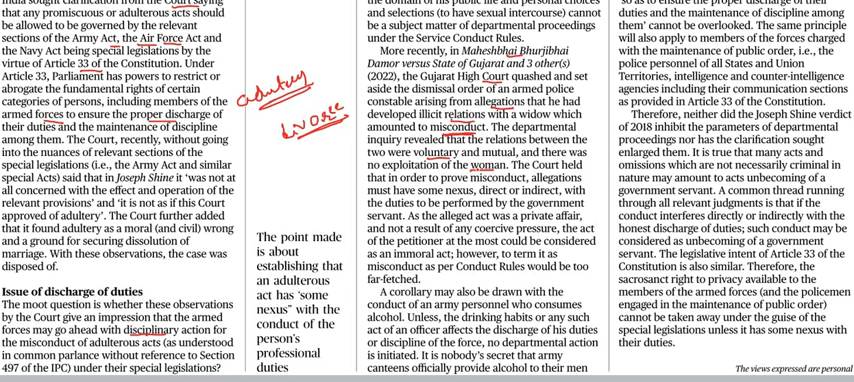 India sought clarification from the Court saying
that any promiscuous or adulterous acts should
be allowed to be governed by the relevant
sections of the Army Act, the Air Force Act and
the Navy Act being special legislations by the
virtue of Article 33 of the Constitution. Under
Article 33, Parliament has powers to restrict or
abrogate the fundamental rights of certain
categories of persons, including members of the
armed forces to ensure the proper discharge of
their duties and the maintenance of discipline
among them. The Court, recently, without going
into the nuances of relevant sections of the
special legislations (i.e., the Army Act and similar
special Acts) said that in Joseph Shine it ‘was not at
all concerned with the effect and operation of the
relevant provisions’ and ‘it is not as if this Court
approved of adultery’. The Court further added
that it found adultery as a moral (and civil) wrong
and a ground for securing dissolution of
marriage. With these observations, the case was
disposed of.
Issue of discharge of duties
The moot question is whether these observations
by the Court give an impression that the armed
forces may go ahead with disciplinary action for
the misconduct of adulterous acts (as understood
in common parlance without reference to Section
497 of the IPC) under their special legislations?
adultery
divorse
The point made
is about
establishing that
an adulterous
act has ‘some
nexus” with the
conduct of the
person’s
professional
duties
the domain of his public life and personal choices
and selections (to have sexual intercourse) cannot
be a subject matter of departmental proceedings
under the Service Conduct Rules.
More recently, in Maheshbhai Bhurjibhai
Damor versus State of Gujarat and 3 other(s)
(2022), the Gujarat High Court quashed and set
aside the dismissal order of an armed police
constable arising from allegations that he had
developed illicit relations with a widow which
amounted to misconduct. The departmental
inquiry revealed that the relations between the
two were voluntary and mutual, and there was
no exploitation of the woman. The Court held
that in order to prove misconduct, allegations
must have some nexus, direct or indirect, with
the duties to be performed by the government
servant. As the alleged act was a private affair,
and not a result of any coercive pressure, the act
of the petitioner at the most could be considered
as an immoral act; however, to term it as
misconduct as per Conduct Rules would be too
far-fetched.
A corollary may also be drawn with the
conduct of an army personnel who consumes
alcohol. Unless, the drinking habits or any such
act of an officer affects the discharge of his duties
or discipline of the force, no departmental action
is initiated. It is nobody’s secret that army
canteens officially provide alcohol to their men
‘so as to ensure the proper discharge of their
duties and the maintenance of discipline among
them’ cannot be overlooked. The same principle
will also apply to members of the forces charged
with the maintenance of public order, i.e., the
police personnel of all States and Union
Territories, intelligence and counter-intelligence
agencies including their communication sections
as provided in Article 33 of the Constitution.
Therefore, neither did the Joseph Shine verdict
of 2018 inhibit the parameters of departmental
proceedings nor has the clarification sought
enlarged them. It is true that many acts and
omissions which are not necessarily criminal in
nature may amount to acts unbecoming of a
government servant. A common thread running
through all relevant judgments is that if the
conduct interferes directly or indirectly with the
honest discharge of duties; such conduct may be
considered as unbecoming of a government
servant. The legislative intent of Article 33 of the
Constitution is also similar. Therefore, the
sacrosanct right to privacy available to the
members of the armed forces (and the policemen
engaged in the maintenance of public order)
cannot be taken away under the guise of the
special legislations unless it has some nexus with
their duties.
The views expressed are personal